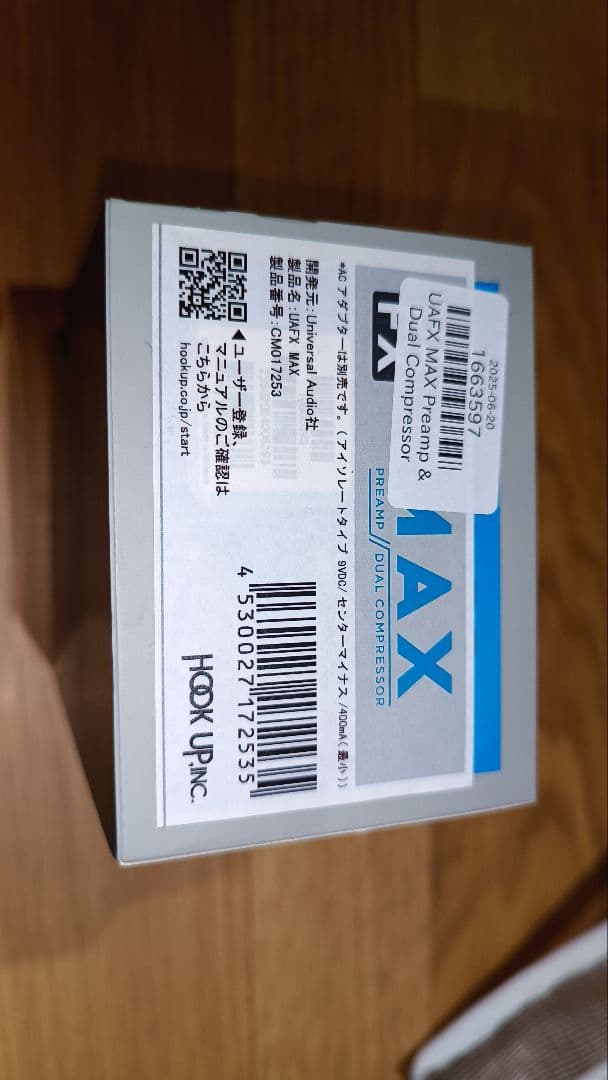 2025-06-20
1663597
UAFX MAX Preamp &
Dual Compressor
FX
MAX
PREAMP // DUAL COMPRESSOR
*AC アダプターは別売です。(アイソレートタイプ 9VDC/センターマイナス/400mA(最小))
開発元:Universal Audio社
製品名:UAFX MAX
製品番号:CM017253
◀ユーザー登録、
マニュアルのご確認は
こちらから
hookup.co.jp/start
4 530027 172535
HOOK UP,INC.